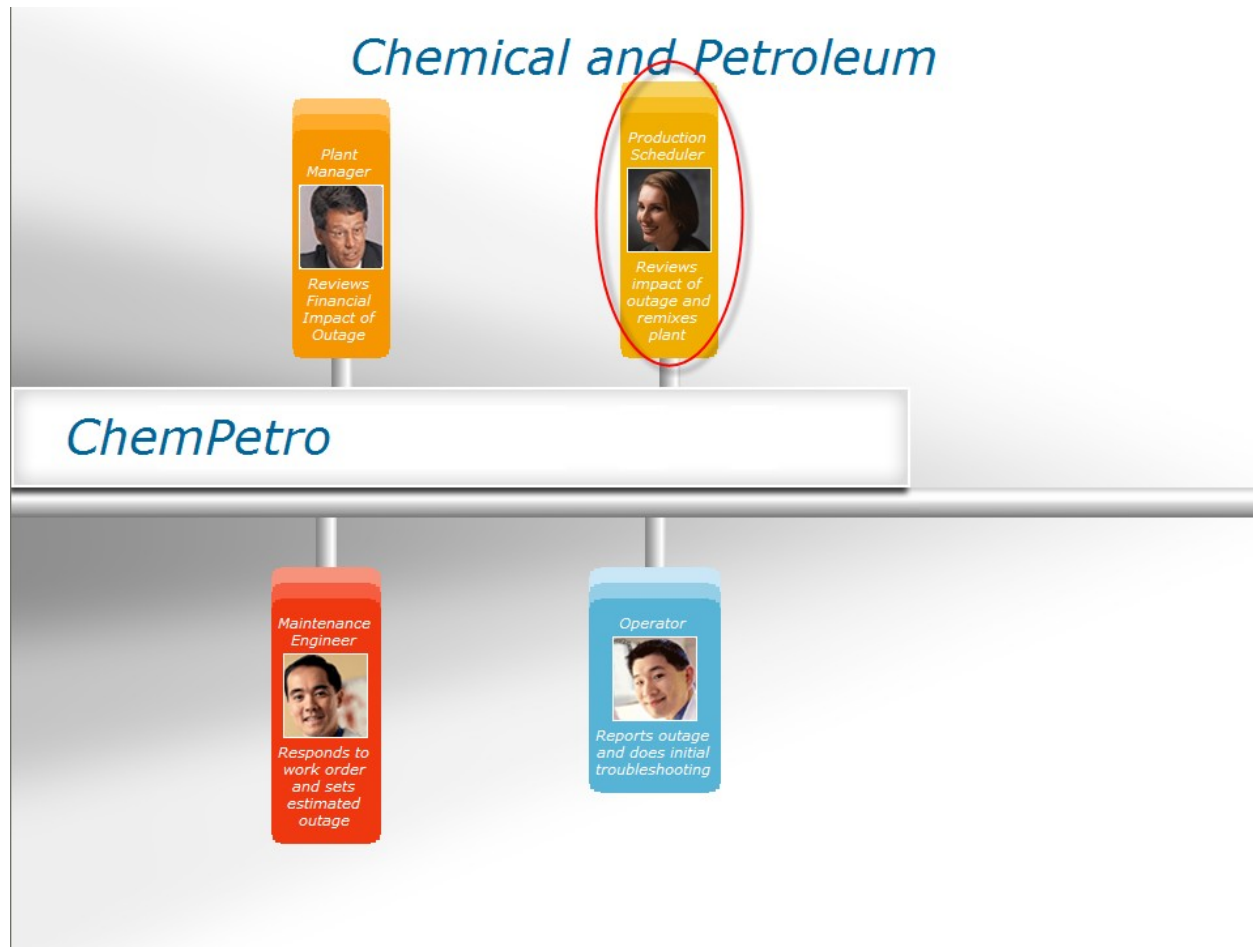 Chemical and Petroleum
Plant
Manager
Reviews
Financial
Impact of
Outage
Production
Scheduler
Reviews
impact of
outage and
remixes
plant
ChemPetro
Maintenance
Engineer
Responds to
work order
and sets
estimated
outage
Operator
Reports outage
and does initial
troubleshooting